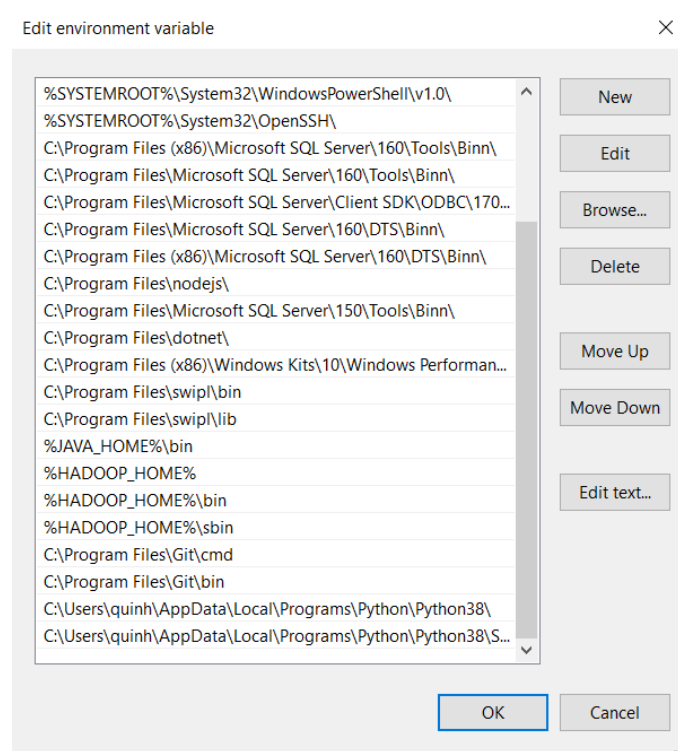 Edit environment variable
%SYSTEMROOT%\System32\WindowsPowerShell\v1.0\
New
%SYSTEMROOT%\System32\OpenSSH\
C:\Program Files (x86)\Microsoft SQL Server\160\Tools\Binn\
Edit
C:\Program Files\Microsoft SQL Server\160\Tools\Binn\
C:\Program Files\Microsoft SQL Server\Client SDK\ODBC\170...
Browse...
C:\Program Files\Microsoft SQL Server\160\DTS\Binn\
C:\Program Files (x86)\Microsoft SQL Server\160\DTS\Binn\
Delete
C:\Program Files\nodejs\
C:\Program Files\Microsoft SQL Server\150\Tools\Binn\
C:\Program Files\dotnet\
Move Up
C:\Program Files (x86)\Windows Kits\10\Windows Performan...
C:\Program Files\swipl\bin
Move Down
C:\Program Files\swipl\lib
%JAVA_HOME%\bin
%HADOOP_HOME%
Edit text...
%HADOOP_HOME%\bin
%HADOOP_HOME%\sbin
C:\Program Files\Git\cmd
C:\Program Files\Git\bin
C:\Users\quinh\AppData\Local\Programs\Python\Python38\
C:\Users\quinh\AppData\Local\Programs\Python\Python38\S...
OK
Cancel